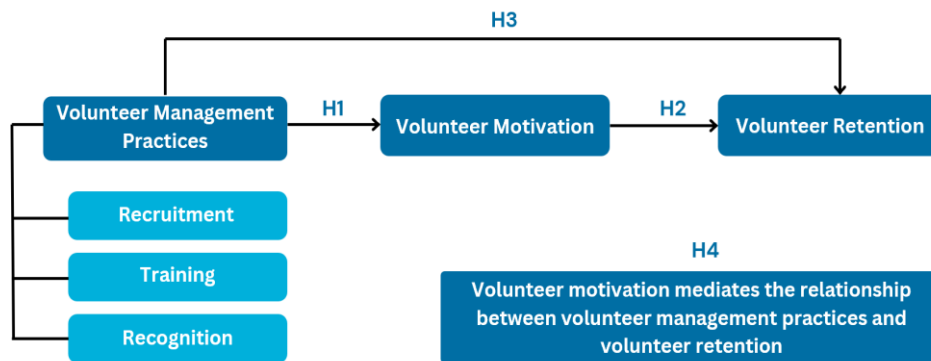 H3
Volunteer Management
Practices
H1
Volunteer Motivation
H2
Volunteer Retention
Recruitment
Training
Recognition
H4
Volunteer motivation mediates the relationship
between volunteer management practices and
volunteer retention